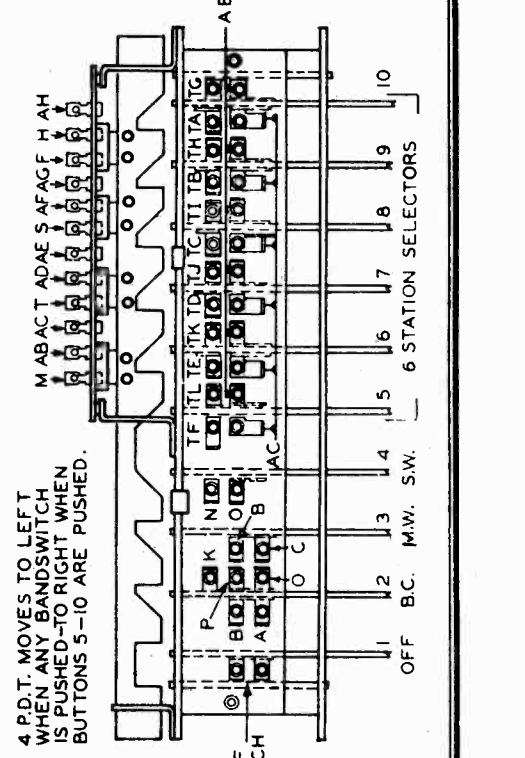 4 P.D.T. MOVES TO LEFT
WHEN ANY BANDSWITCH
IS PUSHED-TO RIGHT WHEN
BUTTONS 5-10 ARE PUSHED.
M AB AC T AD AE S AF AG F H AH
TF TL TE TK TD TJ TC TI TB TH TA TG
N
O
AC
K
P
B
B
A
C
O
1 2 3 4 5 6 7 8 9 10
OFF B.C. M.W. S.W. 6 STATION SELECTORS
CH